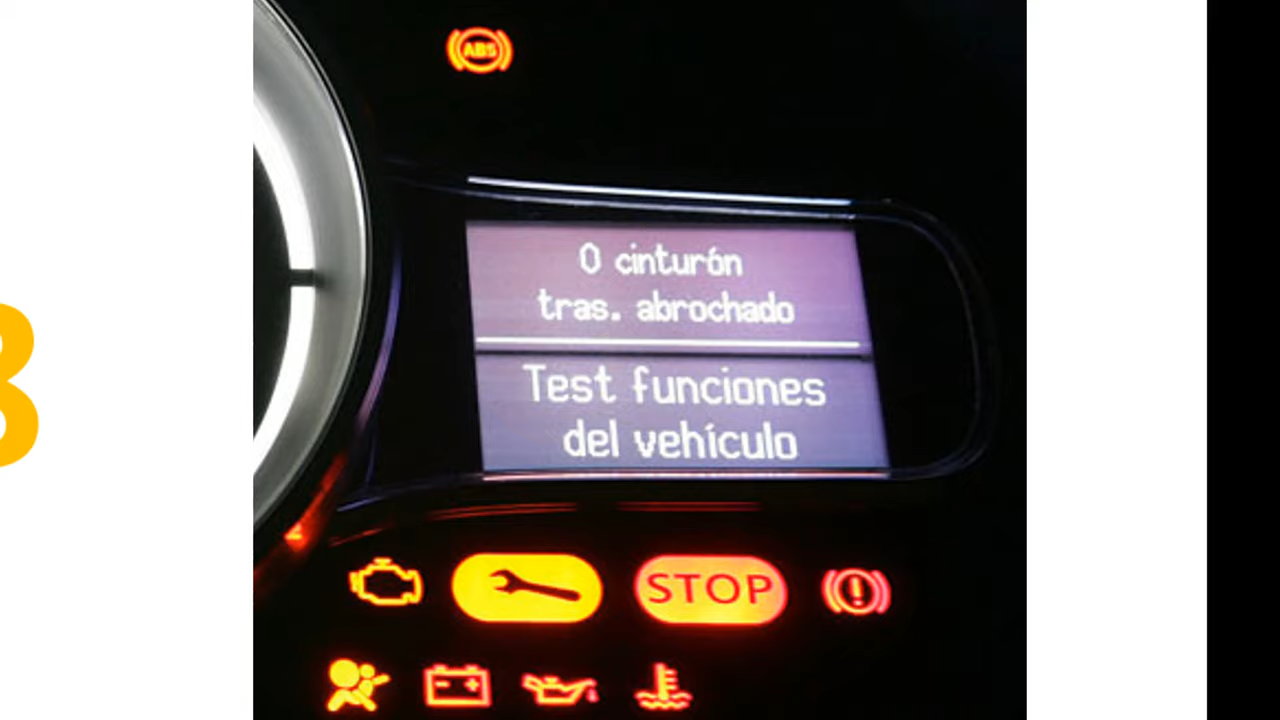 ABS
0 cinturón
tras. abrochado
Test funciones
del vehículo
STOP